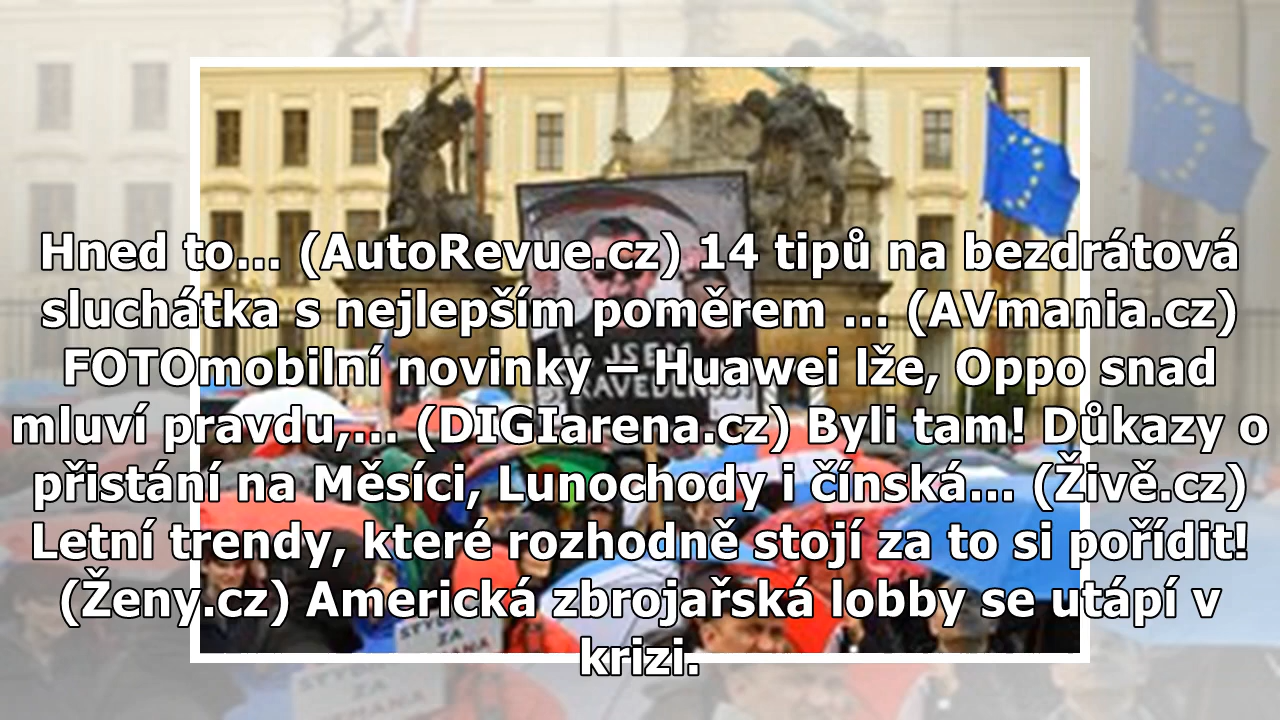 Hned to... (AutoRevue.cz) 14 tipů na bezdrátová
sluchátka s nejlepším poměrem ... (AVmania.cz)
FOTOmobilní novinky – Huawei lže, Oppo snad
mluví pravdu,... (DIGIarena.cz) Byli tam! Důkazy o
přistání na Měsíci, Lunochody i čínská... (Živě.cz)
Letní trendy, které rozhodně stojí za to si pořídit!
(Ženy.cz) Americká zbrojařská lobby se utápí v
krizi.
JSEM
ZA